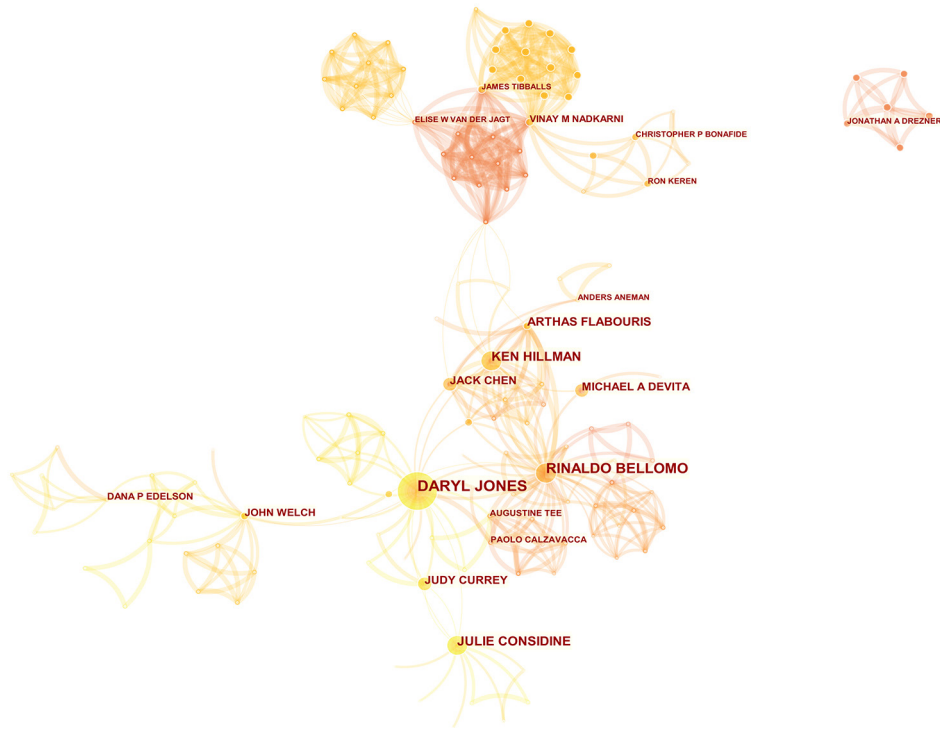 JAMES TIBBALLS
ELISE W VAN DER JAGT
VINAY M NADKARNI
JONATHAN A DREZNER
CHRISTOPHER P BONAFIDE
RON KEREN
ANDERS ANEMAN
ARTHAS FLABOURIS
KEN HILLMAN
JACK CHEN
MICHAEL A DEVITA
RINALDO BELLOMO
DARYL JONES
DANA P EDELSON
JOHN WELCH
AUGUSTINE TEE
PAOLO CALZAVACCA
JUDY CURREY
JULIE CONSIDINE